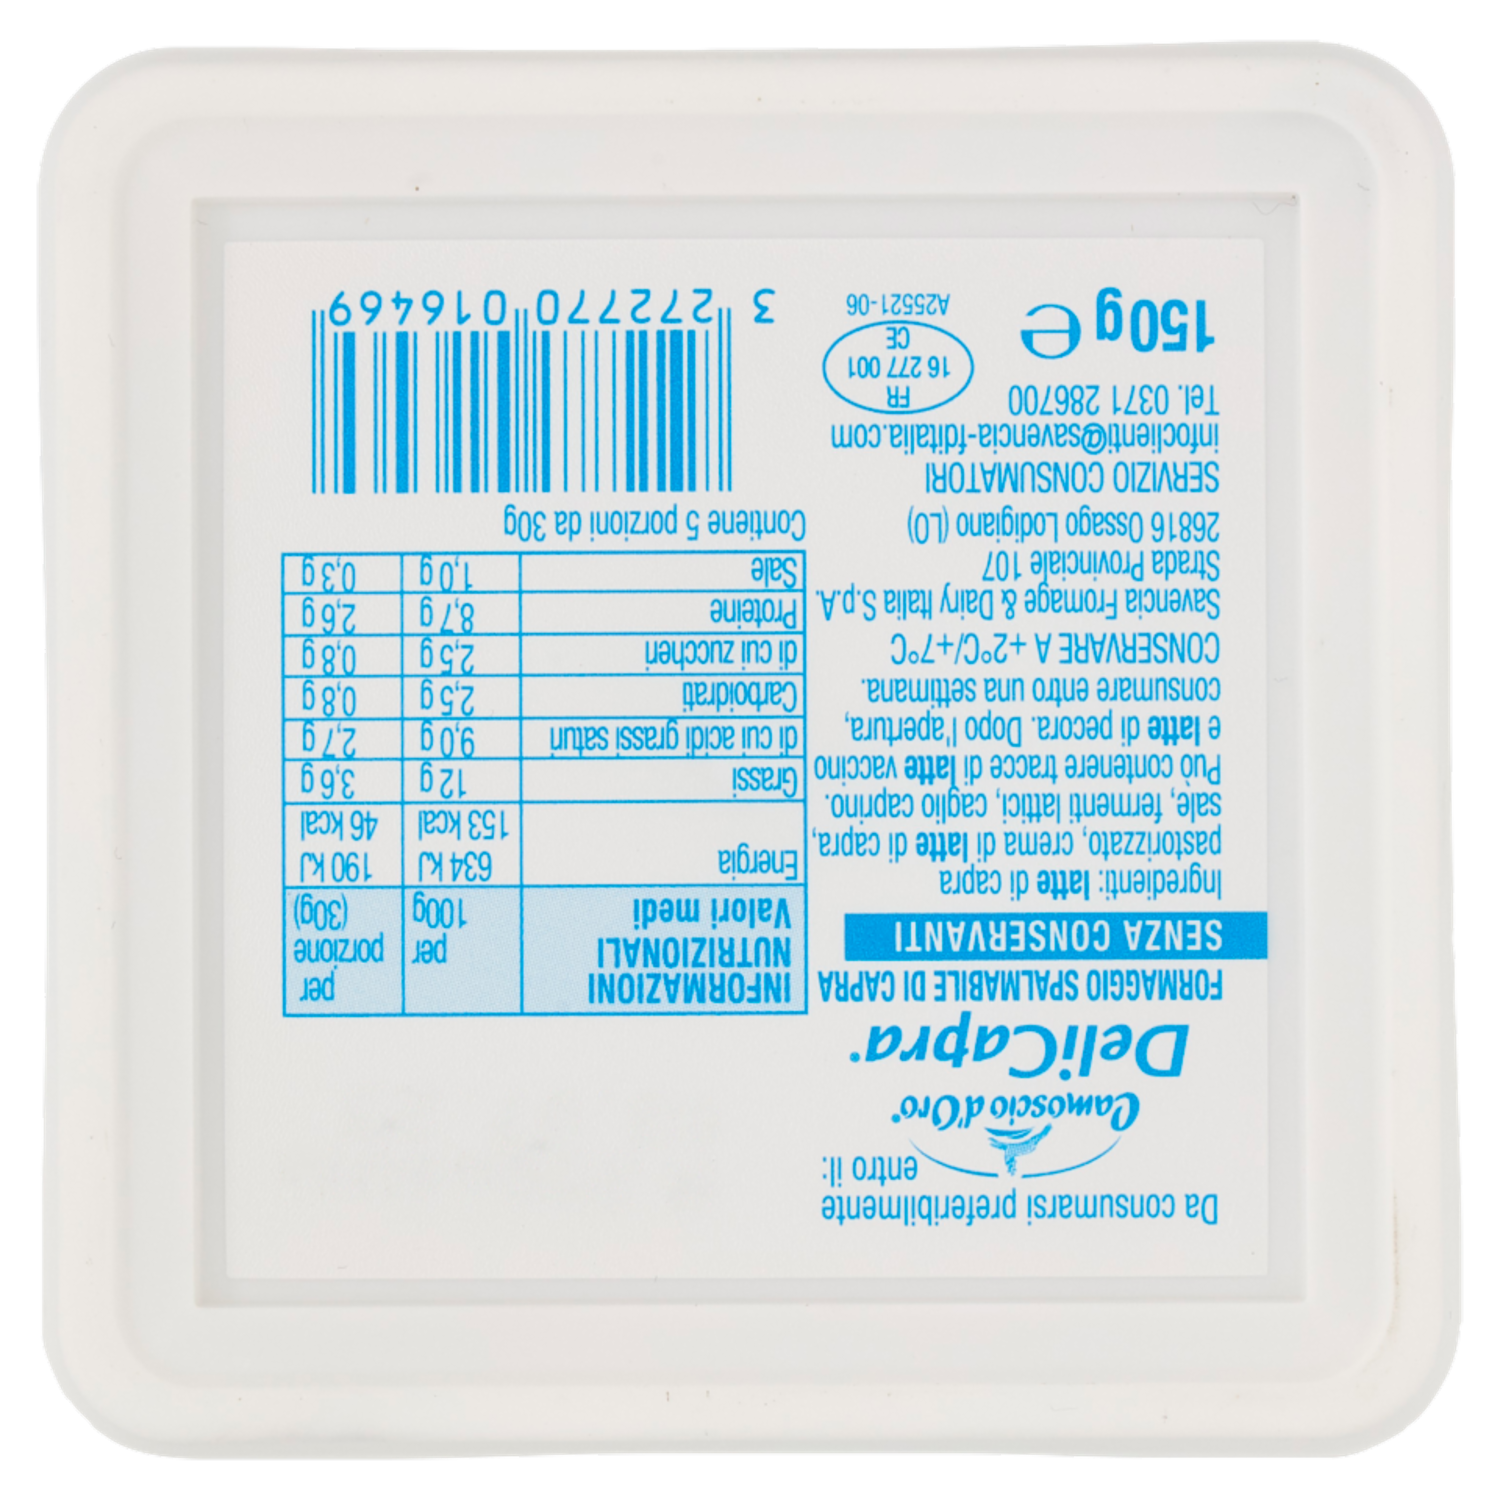 Da consumarsi preferibilmente
entro il:
Camoscio d'Oro®
DeliCapra®
FORMAGGIO SPALMABILE DI CAPRA
SENZA CONSERVANTI
Ingredienti: latte di capra
pastorizzato, crema di latte di capra,
sale, fermenti lattici, caglio caprino.
Può contenere tracce di latte vaccino
e latte di pecora. Dopo l'apertura,
consumare entro una settimana.
CONSERVARE A +2°C/+7°C
Savencia Fromage & Dairy Italia S.p.A.
Strada Provinciale 107
26816 Ossago Lodigiano (LO)
SERVIZIO CONSUMATORI
infoclienti@savencia-fditalia.com
Tel. 0371 286700
150g e
FR
16 277 001
CE
A25521-06
INFORMAZIONI NUTRIZIONALI Valori medi | per 100g | per porzione (30g)
Energia | 634 kJ 153 kcal | 190 kJ 46 kcal
Grassi | 12 g | 3,6 g
di cui acidi grassi saturi | 9,0 g | 2,7 g
Carboidrati | 2,5 g | 0,8 g
di cui zuccheri | 2,5 g | 0,8 g
Proteine | 8,7 g | 2,6 g
Sale | 1,0 g | 0,3 g
Contiene 5 porzioni da 30g
3 272770 016469